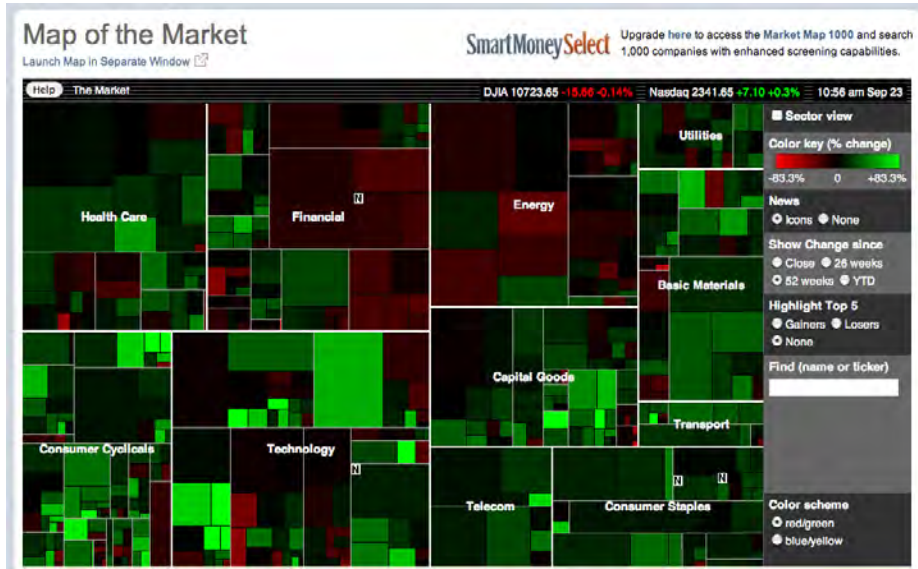 Map of the Market
Launch Map in Separate Window
SmartMoneySelect
Upgrade here to access the Market Map 1000 and search
1,000 companies with enhanced screening capabilities.
Help The Market
DJIA 10723.65 -15.66 -0.14% Nasdaq 2341.65 +7.10 +0.3% 10:56 am Sep 23
Health Care
Financial
N
Energy
Utilities
Basic Materials
Capital Goods
Transport
Consumer Cyclicals
Technology
N
Telecom
Consumer Staples
N
N
Sector view
Color key (% change)
-83.3% 0 +83.3%
News
Icons None
Show Change since
Close 26 weeks
52 weeks YTD
Highlight Top 5
Gainers Losers
None
Find (name or ticker)
Color scheme
red/green
blue/yellow